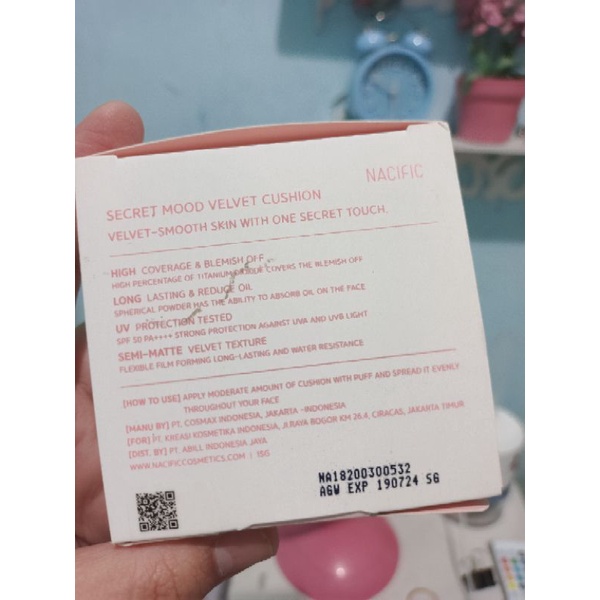 NACIFIC
SECRET MOOD VELVET CUSHION
VELVET-SMOOTH SKIN WITH ONE SECRET TOUCH.
HIGH COVERAGE & BLEMISH OFF
HIGH PERCENTAGE OF TITANIUM DIOXIDE COVERS THE BLEMISH OFF
LONG LASTING & REDUCE OIL
SPHERICAL POWDER HAS THE ABILITY TO ABSORB OIL ON THE FACE
UV PROTECTION TESTED
SPF 50 PA++++ STRONG PROTECTION AGAINST UVA AND UVB LIGHT
SEMI-MATTE VELVET TEXTURE
FLEXIBLE FILM FORMING LONG-LASTING AND WATER RESISTANCE
[HOW TO USE] APPLY MODERATE AMOUNT OF CUSHION WITH PUFF AND SPREAD IT EVENLY
THROUGHOUT YOUR FACE
[MANU BY] PT. COSMAX INDONESIA, JAKARTA -INDONESIA
[FOR] PT. KREASI KOSMETIKA INDONESIA, JI.RAYA BOGOR KM 26.4, CIRACAS, JAKARTA TIMUR
[DIST. BY] PT. ABILL INDONESIA JAYA
WWW.NACIFICCOSMETICS.COM | 15G
NA18200300532
AGW EXP 190724 SG